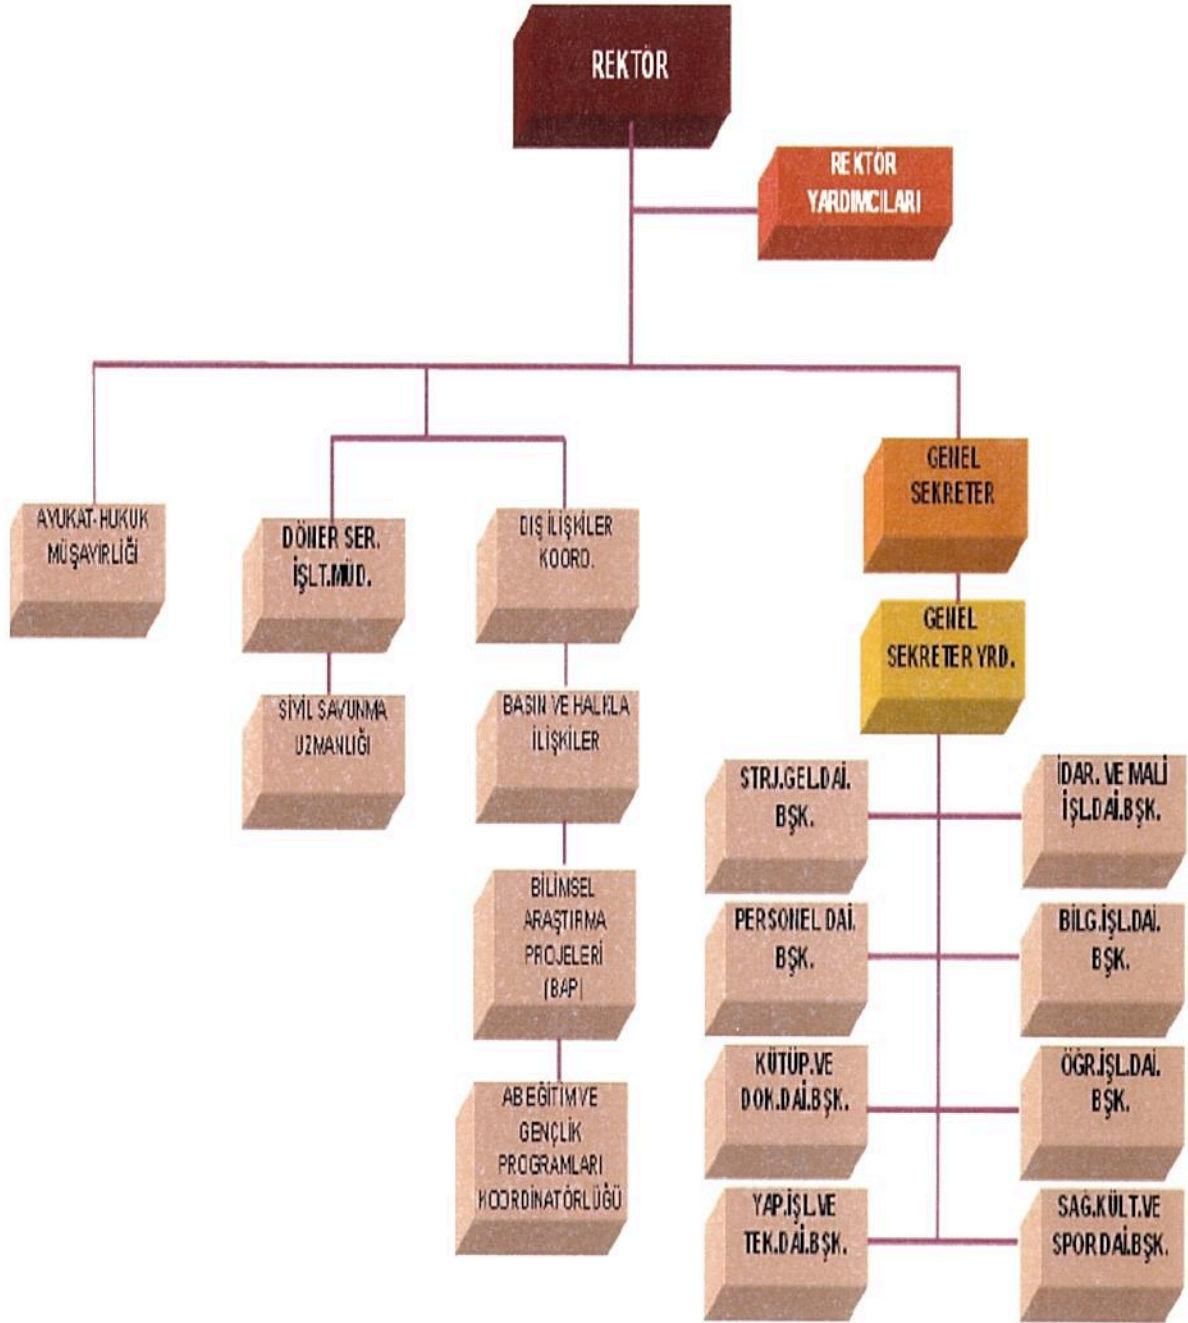 REKTÖR
REKTÖR
YARDIMCILARI
GENEL
SEKRETER
GENEL
SEKRETER YRD.
AVUKAT-HUKUK
MÜŞAVİRLİĞİ
DÖNER SER.
İŞLT.MÜD.
SİVİL SAVUNMA
UZMANLIĞI
DIŞ İLİŞKİLER
KOORD.
BASIN VE HALKLA
İLİŞKİLER
BİLİMSEL
ARAŞTIRMA
PROJELERİ
(BAP)
AB EĞİTİM VE
GENÇLİK
PROGRAMLARI
KOORDİNATÖRLÜĞÜ
STRJ.GEL.DAİ.
BŞK.
İDAR. VE MALİ
İŞL.DAİ.BŞK.
PERSONEL DAİ.
BŞK.
BİLG.İŞL.DAİ.
BŞK.
KÜTÜP.VE
DOK.DAİ.BŞK.
ÖĞR.İŞL.DAİ.
BŞK.
YAP.İŞL.VE
TEK.DAİ.BŞK.
SAĞ.KÜLT.VE
SPOR DAİ.BŞK.